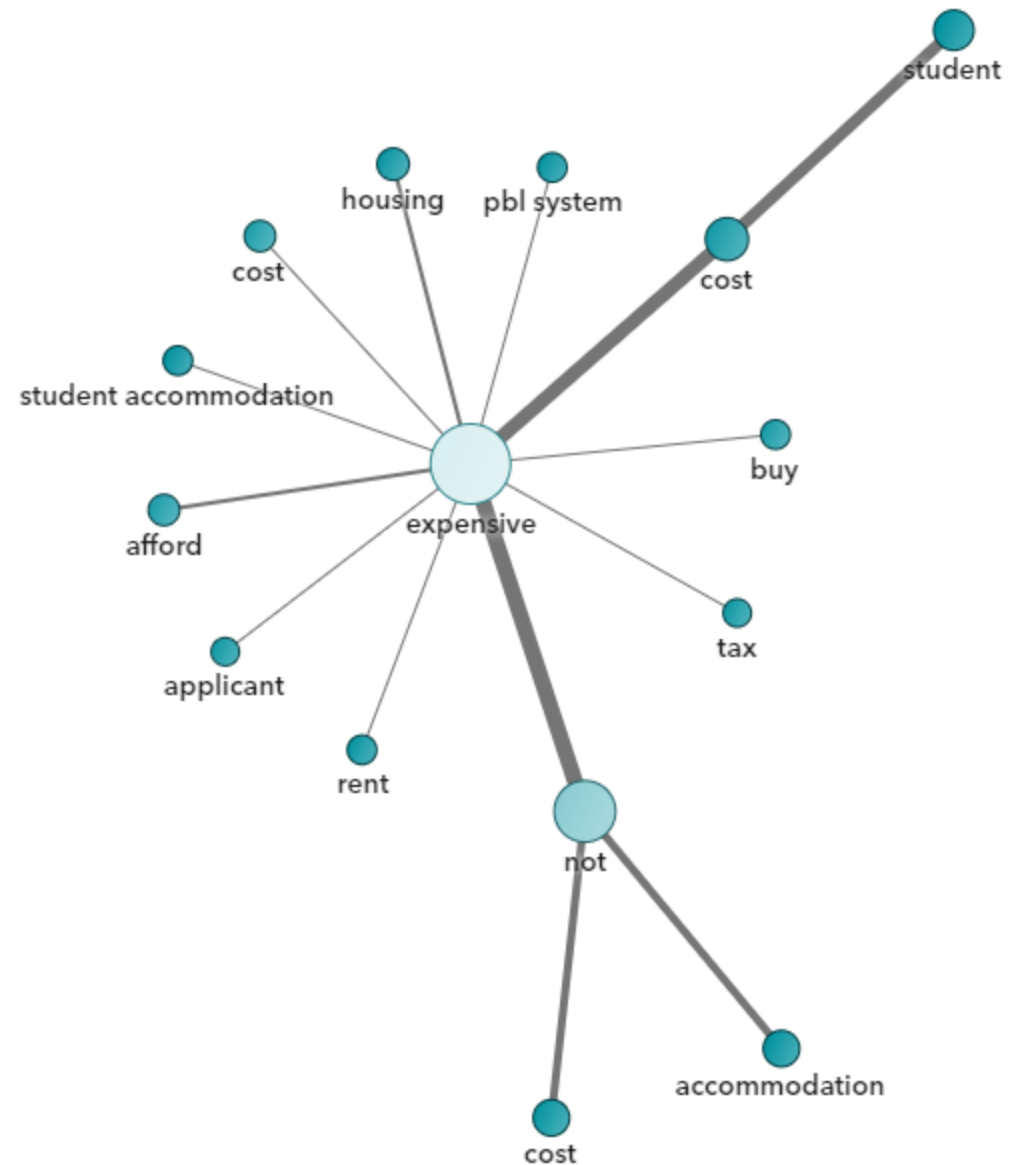 student
housing
pbl system
cost
cost
student accommodation
buy
expensive
afford
tax
applicant
rent
not
accommodation
cost